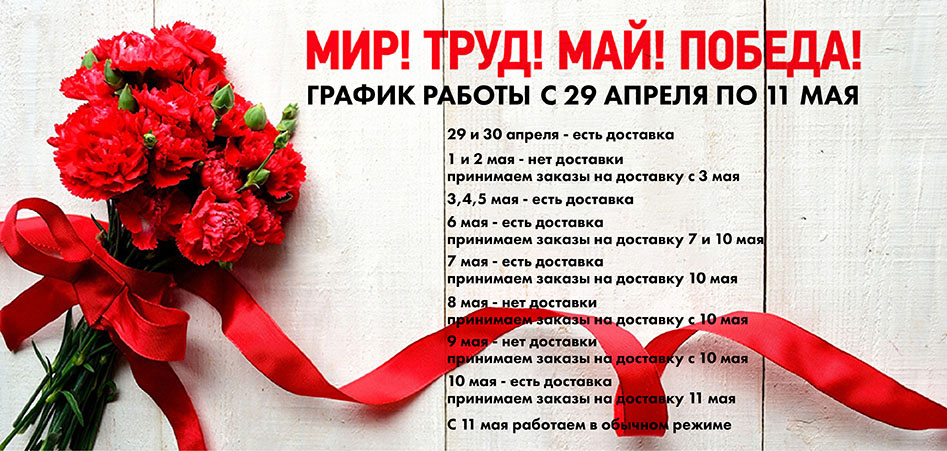 МИР! ТРУД! МАЙ! ПОБЕДА!
ГРАФИК РАБОТЫ С 29 АПРЕЛЯ ПО 11 МАЯ
29 и 30 апреля - есть доставка
1 и 2 мая - нет доставки
принимаем заказы на доставку с 3 мая
3,4,5 мая - есть доставка
6 мая - есть доставка
принимаем заказы на доставку 7 и 10 мая
7 мая - есть доставка
принимаем заказы на доставку 10 мая
8 мая - нет доставки
принимаем заказы на доставку с 10 мая
9 мая - нет доставки
принимаем заказы на доставку с 10 мая
10 мая - есть доставка
принимаем заказы на доставку 11 мая
С 11 мая работаем в обычном режиме